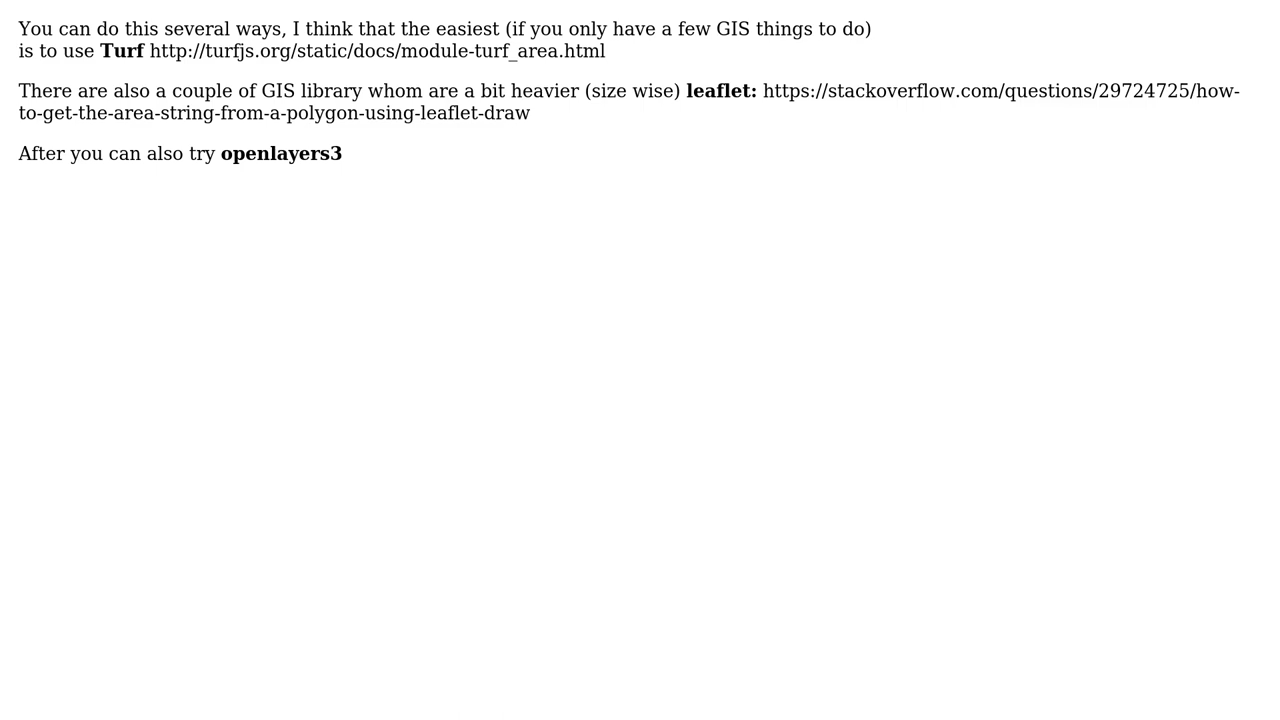 You can do this several ways, I think that the easiest (if you only have a few GIS things to do)
is to use Turf http://turfjs.org/static/docs/module-turf_area.html
There are also a couple of GIS library whom are a bit heavier (size wise) leaflet: https://stackoverflow.com/questions/29724725/how-
to-get-the-area-string-from-a-polygon-using-leaflet-draw
After you can also try openlayers3